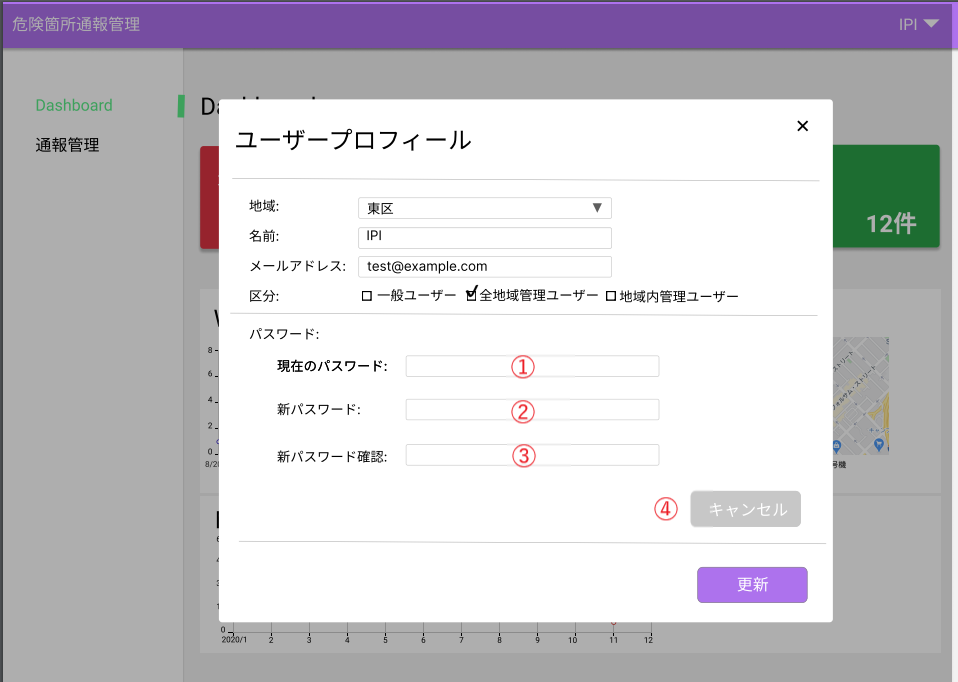 危険箇所通報管理
IPI
Dashboard
通報管理
ユーザープロフィール
×
12件
地域: 東区
名前: IPI
メールアドレス: test@example.com
区分: 一般ユーザー 全地域管理ユーザー 地域内管理ユーザー
パスワード:
現在のパスワード: ①
新パスワード: ②
新パスワード確認: ③
④ キャンセル
更新
8
6
4
2
0
号機
0
2020/1 2 3 4 5 6 7 8 9 10 11 12